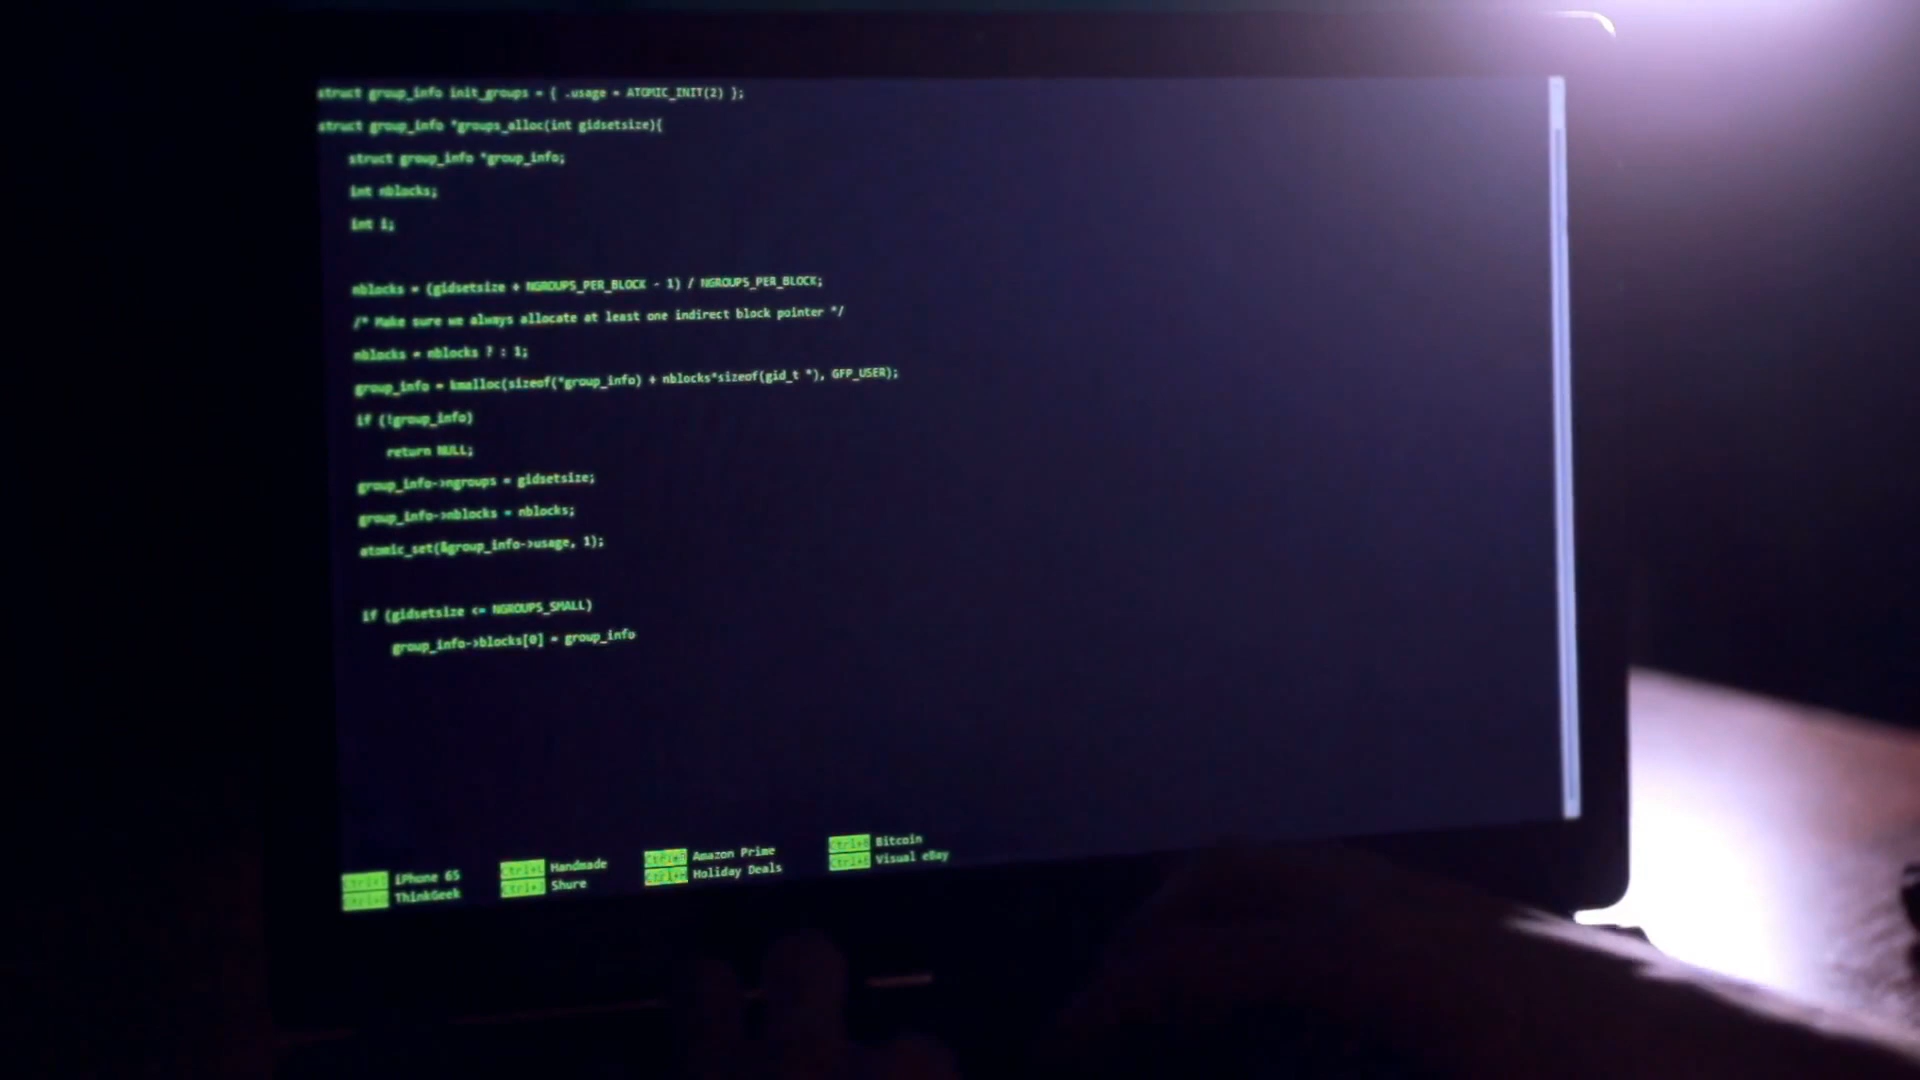 struct group_info init_groups = { .usage = ATOMIC_INIT(2) };
struct group_info *groups_alloc(int gidsetsize){
struct group_info *group_info;
int nblocks;
int i;
nblocks = (gidsetsize + NGROUPS_PER_BLOCK - 1) / NGROUPS_PER_BLOCK;
/* Make sure we always allocate at least one indirect block pointer */
nblocks = nblocks ? : 1;
group_info = kmalloc(sizeof(*group_info) + nblocks*sizeof(gid_t *), GFP_USER);
if (!group_info)
return NULL;
group_info->ngroups = gidsetsize;
group_info->nblocks = nblocks;
atomic_set(&group_info->usage, 1);
if (gidsetsize <= NGROUPS_SMALL)
group_info->blocks[0] = group_info
iPhone 6S Handmade Amazon Prime Bitcoin
ThinkGeek Shure Holiday Deals Visual eBay